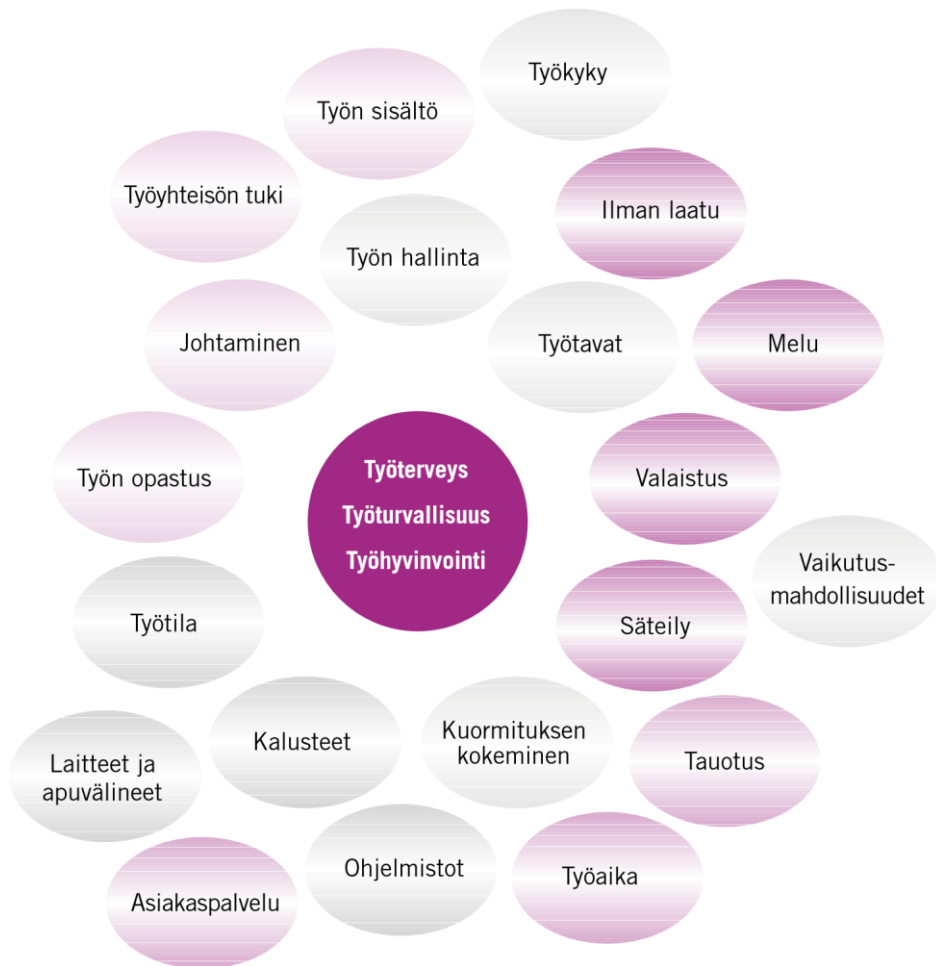 Työkyky
Työn sisältö
Työyhteisön tuki
Ilman laatu
Työn hallinta
Johtaminen
Työtavat
Melu
Työn opastus
Työterveys
Työturvallisuus
Työhyvinvointi
Valaistus
Vaikutus-
mahdollisuudet
Työtila
Säteily
Kalusteet
Kuormituksen
kokeminen
Laitteet ja
apuvälineet
Tauotus
Asiakaspalvelu
Ohjelmistot
Työaika